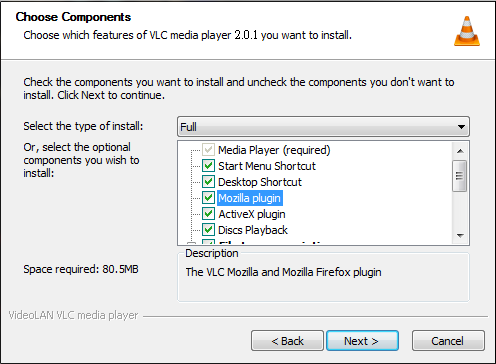 Choose Components
Choose which features of VLC media player 2.0.1 you want to install.
Check the components you want to install and uncheck the components you don't want to
install. Click Next to continue.
Select the type of install:
Full
Or, select the optional
components you wish to
install:
Media Player (required)
Start Menu Shortcut
Desktop Shortcut
Mozilla plugin
ActiveX plugin
Discs Playback
Space required: 80.5MB
Description
The VLC Mozilla and Mozilla Firefox plugin
VideoLAN VLC media player
< Back
Next >
Cancel